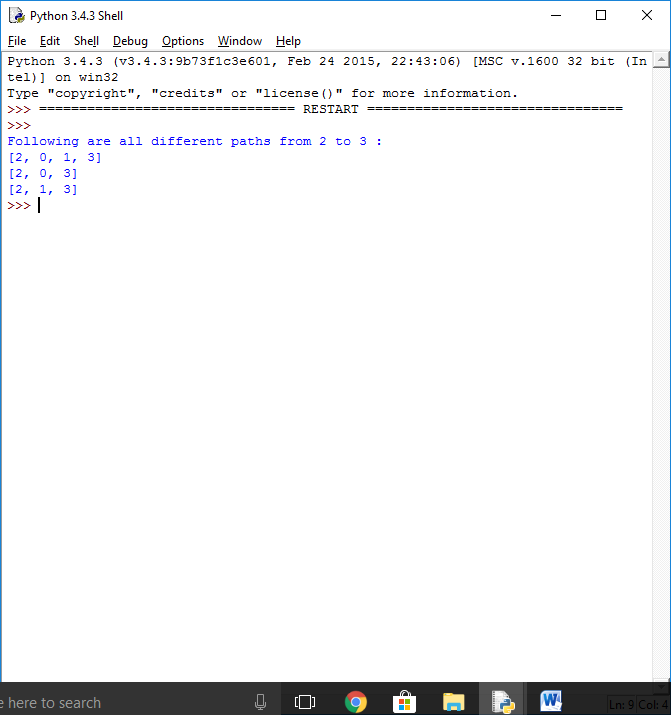 Python 3.4.3 Shell
File Edit Shell Debug Options Window Help
Python 3.4.3 (v3.4.3:9b73f1c3e601, Feb 24 2015, 22:43:06) [MSC v.1600 32 bit (In
tel)] on win32
Type "copyright", "credits" or "license()" for more information.
>>> ================================ RESTART ================================
>>>
Following are all different paths from 2 to 3 :
[2, 0, 1, 3]
[2, 0, 3]
[2, 1, 3]
>>>
e here to search
Ln: 9 Col: 4